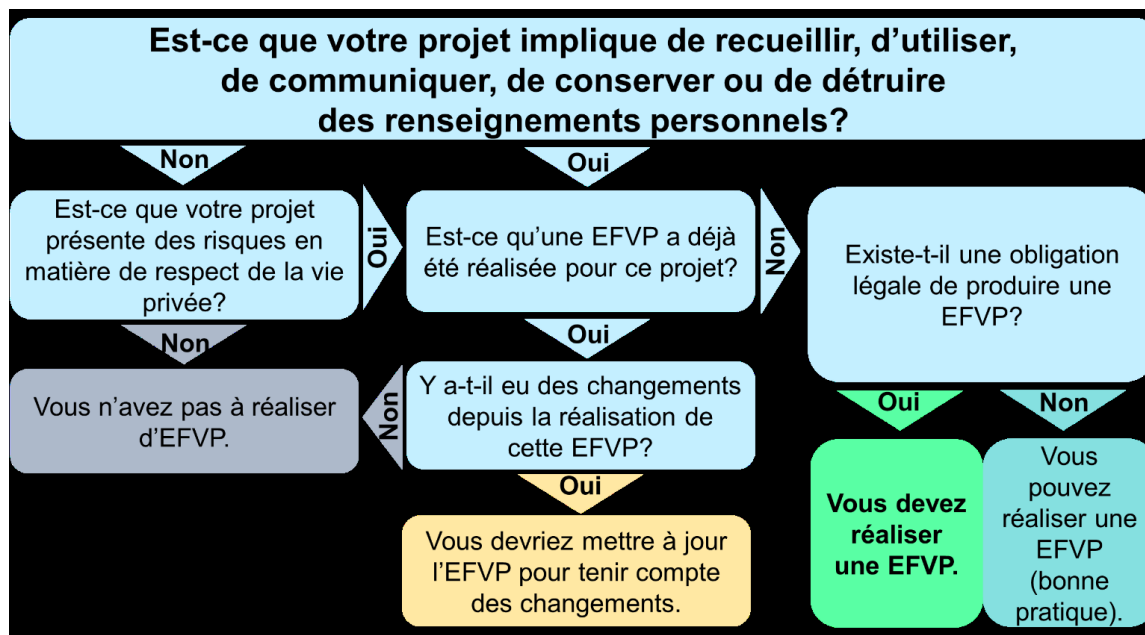 Est-ce que votre projet implique de recueillir, d'utiliser,
de communiquer, de conserver ou de détruire
des renseignements personnels?
Non
Oui
Est-ce que votre projet
présente des risques en
matière de respect de la vie
privée?
Oui
Est-ce qu'une EFVP a déjà
été réalisée pour ce projet?
Non
Existe-t-il une obligation
légale de produire une
EFVP?
Non
Oui
Vous n'avez pas à réaliser
d'EFVP.
Non
Y a-t-il eu des changements
depuis la réalisation de
cette EFVP?
Oui
Non
Oui
Vous devriez mettre à jour
l'EFVP pour tenir compte
des changements.
Vous devez
réaliser
une EFVP.
Vous
pouvez
réaliser une
EFVP
(bonne
pratique).